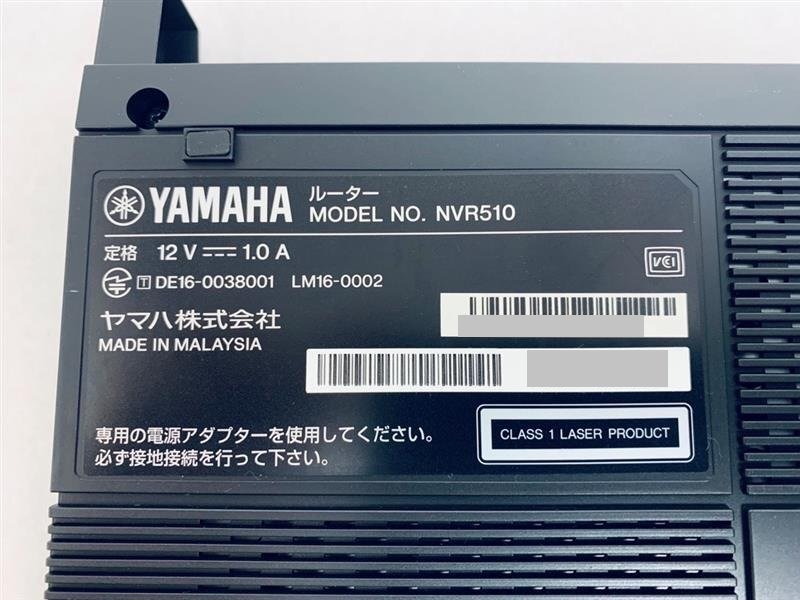 YAMAHA ルーター
MODEL NO. NVR510
定格 12 V 1.0 A
VCI
T DE16-0038001 LM16-0002
ヤマハ株式会社
MADE IN MALAYSIA
専用の電源アダプターを使用してください。
必ず接地接続を行って下さい。
CLASS 1 LASER PRODUCT